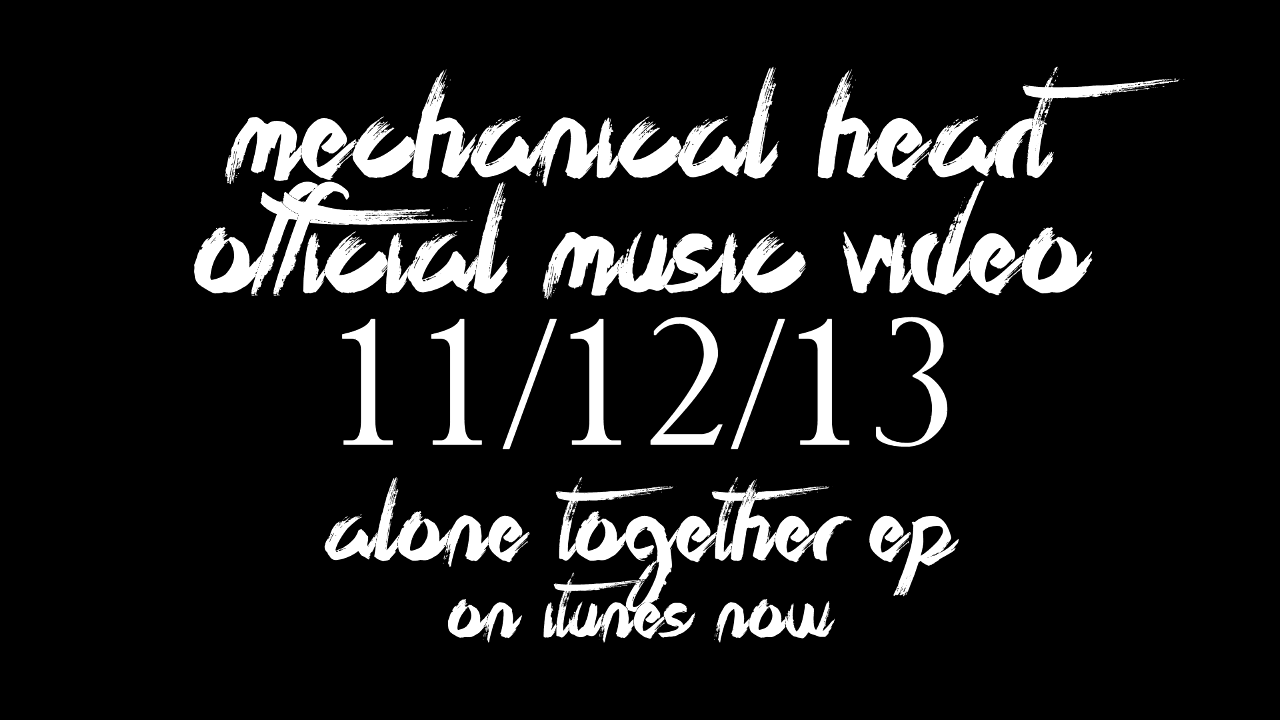 mechanical heart
official music video
11/12/13
alone together ep
on itunes now